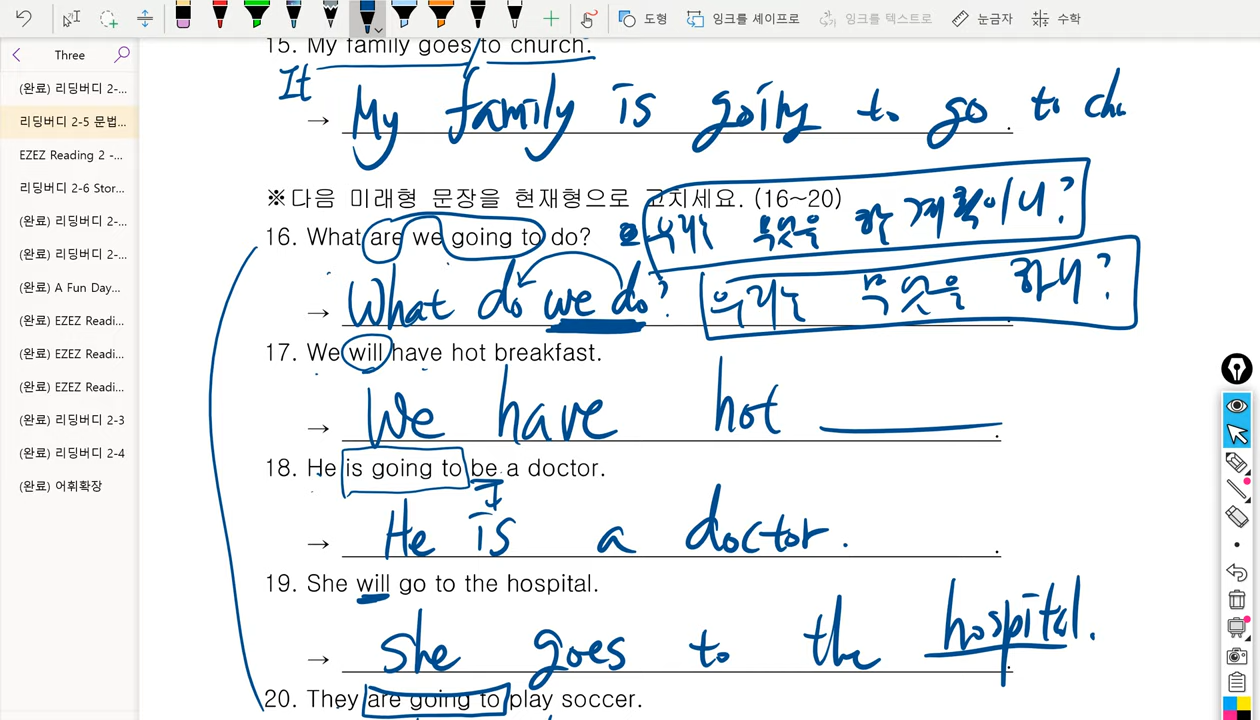 도형 잉크를 셰이프로 잉크를 텍스트로 눈금자 수학
Three
(완료) 리딩버디 2-...
리딩버디 2-5 문법...
EZEZ Reading 2 -...
리딩버디 2-6 Stor...
(완료) 리딩버디 2-...
(완료) 리딩버디 2-...
(완료) A Fun Day...
(완료) EZEZ Readi...
(완료) EZEZ Readi...
(완료) EZEZ Readi...
(완료) 리딩버디 2-3
(완료) 리딩버디 2-4
(완료) 어휘확장
15. My family goes to church.
It
→ My family is going to go to chu
※다음 미래형 문장을 현재형으로 고치세요. (16~20)
16. What are we going to do? 우리는 무엇을 할 계획이니?
→ What do we do? 우리는 무엇을 하니?
17. We will have hot breakfast.
→ We have hot
18. He is going to be a doctor.
→ He is a doctor.
19. She will go to the hospital.
→ She goes to the hospital.
20. They are going to play soccer.